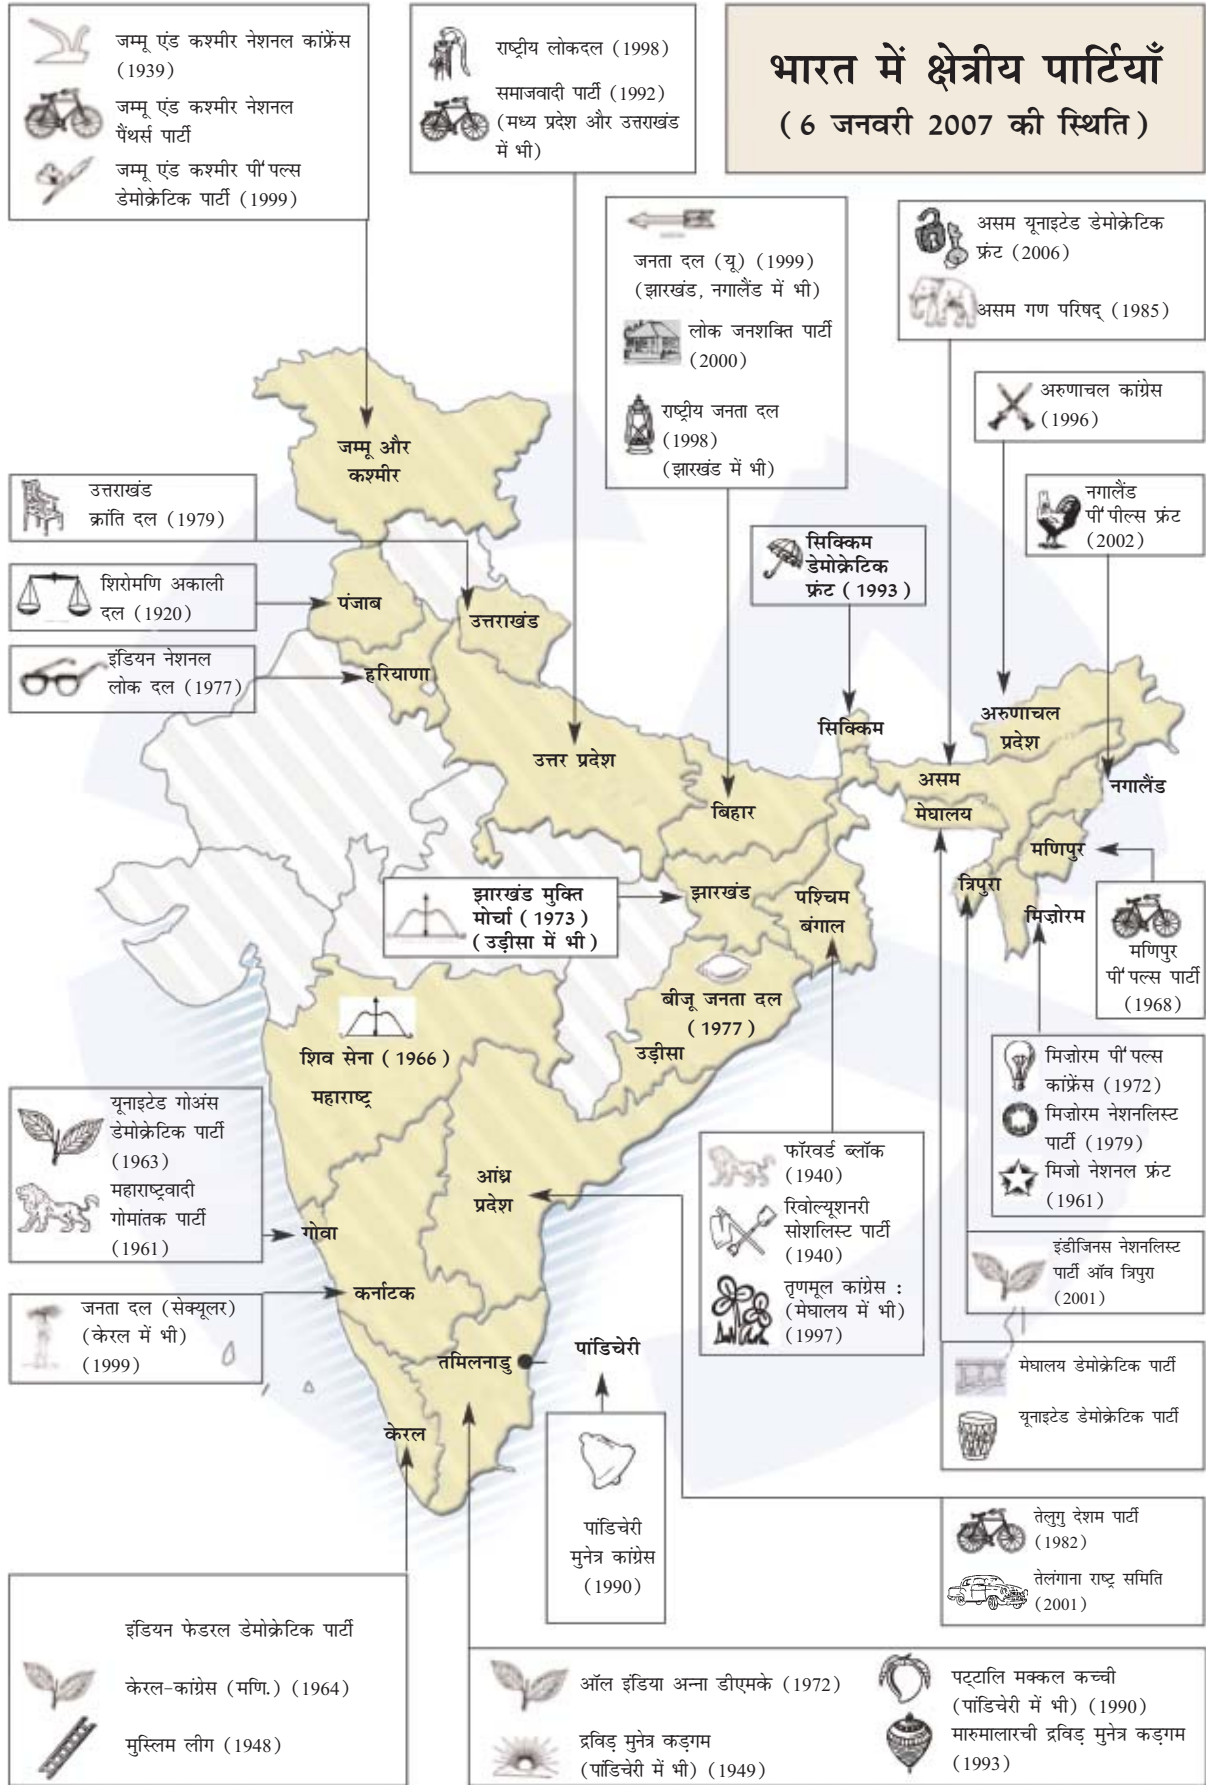 भारत में क्षेत्रीय पार्टियाँ
(6 जनवरी 2007 की स्थिति)
जम्मू एंड कश्मीर नेशनल कांफ्रेंस
(1939)
जम्मू एंड कश्मीर नेशनल
पैंथर्स पार्टी
जम्मू एंड कश्मीर पीॅपल्स
डेमोक्रेटिक पार्टी (1999)
राष्ट्रीय लोकदल (1998)
समाजवादी पार्टी (1992)
(मध्य प्रदेश और उत्तराखंड
में भी)
जनता दल (यू) (1999)
(झारखंड, नगालैंड में भी)
लोक जनशक्ति पार्टी
(2000)
राष्ट्रीय जनता दल
(1998)
(झारखंड में भी)
असम यूनाइटेड डेमोक्रेटिक
फ्रंट (2006)
असम गण परिषद् (1985)
अरुणाचल कांग्रेस
(1996)
नगालैंड
पीॅपील्स फ्रंट
(2002)
सिक्किम
डेमोक्रेटिक
फ्रंट (1993)
उत्तराखंड
क्रांति दल (1979)
शिरोमणि अकाली
दल (1920)
इंडियन नेशनल
लोक दल (1977)
जम्मू और
कश्मीर
पंजाब
उत्तराखंड
हरियाणा
उत्तर प्रदेश
बिहार
सिक्किम
अरुणाचल
प्रदेश
असम
नगालैंड
मेघालय
मणिपुर
त्रिपुरा
मिज़ोरम
झारखंड
पश्चिम
बंगाल
झारखंड मुक्ति
मोर्चा (1973)
(उड़ीसा में भी)
बीजू जनता दल
(1977)
उड़ीसा
शिव सेना (1966)
महाराष्ट्र
मणिपुर
पीॅपल्स पार्टी
(1968)
मिज़ोरम पीॅपल्स
कांफ्रेंस (1972)
मिज़ोरम नेशनलिस्ट
पार्टी (1979)
मिजो नेशनल फ्रंट
(1961)
यूनाइटेड गोअंस
डेमोक्रेटिक पार्टी
(1963)
महाराष्ट्रवादी
गोमांतक पार्टी
(1961)
फॉरवर्ड ब्लॉक
(1940)
रिवोल्यूशनरी
सोशलिस्ट पार्टी
(1940)
तृणमूल कांग्रेस :
(मेघालय में भी)
(1997)
आंध्र
प्रदेश
गोवा
कर्नाटक
इंडीजिनस नेशनलिस्ट
पार्टी ऑव त्रिपुरा
(2001)
जनता दल (सेक्यूलर)
(केरल में भी)
(1999)
तमिलनाडु
पांडिचेरी
केरल
मेघालय डेमोक्रेटिक पार्टी
यूनाइटेड डेमोक्रेटिक पार्टी
पांडिचेरी
मुनेत्र कांग्रेस
(1990)
तेलुगु देशम पार्टी
(1982)
तेलंगाना राष्ट्र समिति
(2001)
इंडियन फेडरल डेमोक्रेटिक पार्टी
केरल-कांग्रेस (मणि.) (1964)
मुस्लिम लीग (1948)
ऑल इंडिया अन्ना डीएमके (1972)
द्रविड़ मुनेत्र कड़गम
(पांडिचेरी में भी) (1949)
पट्टालि मक्कल कच्ची
(पांडिचेरी में भी) (1990)
मारुमालारची द्रविड़ मुनेत्र कड़गम
(1993)